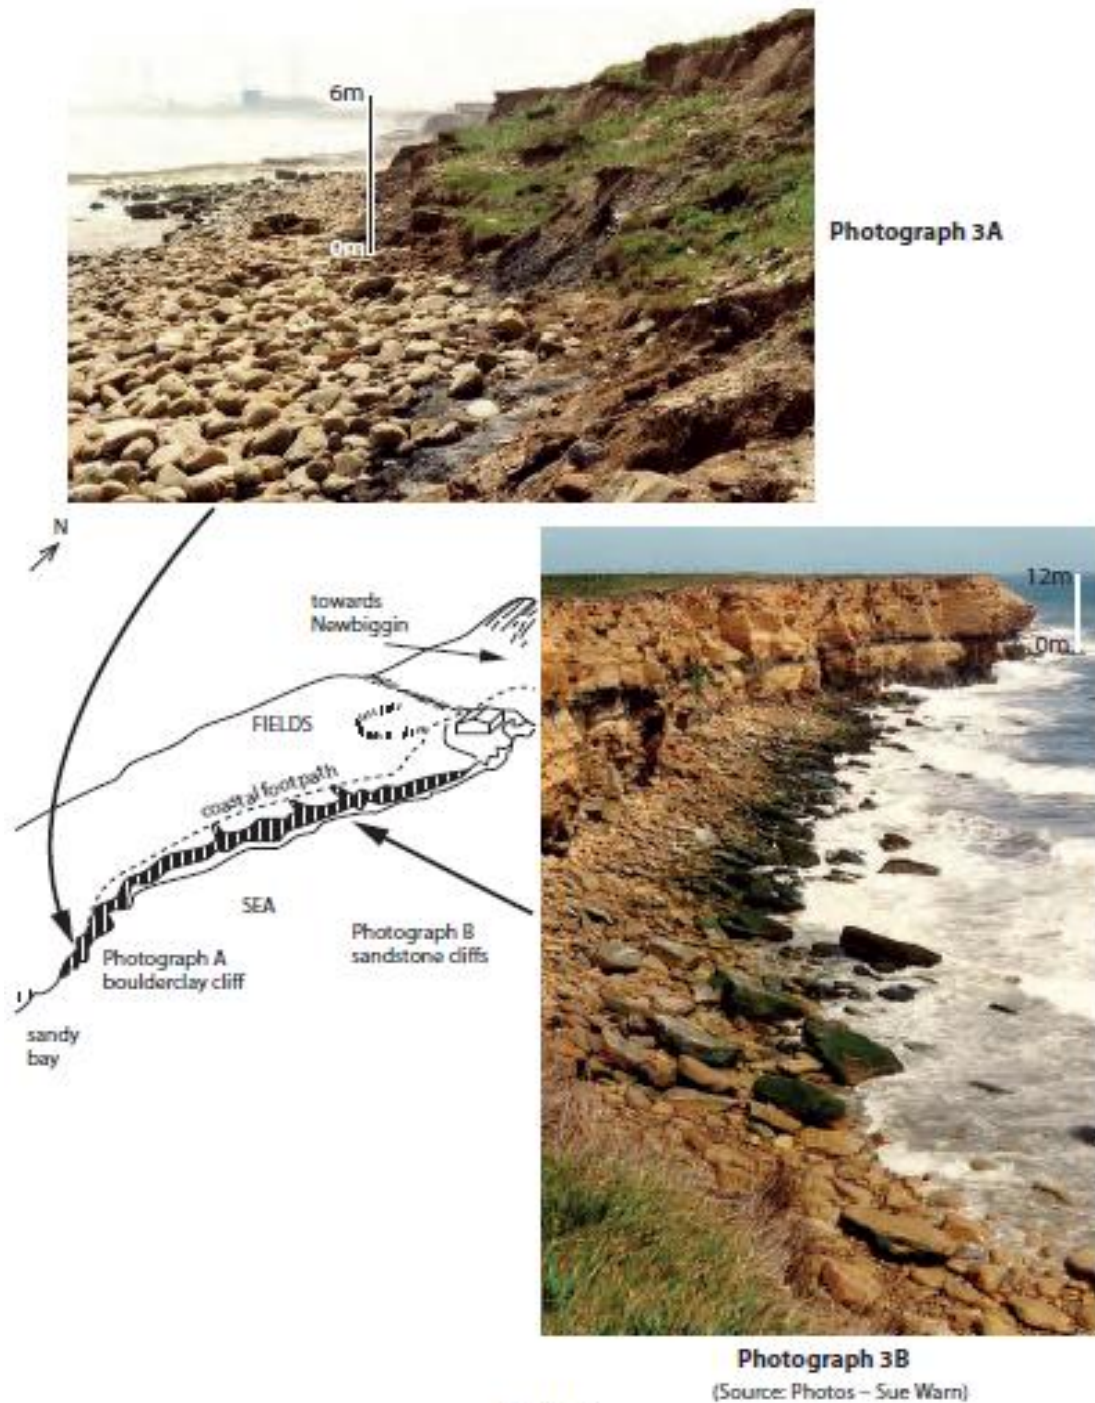 6m
0m
Photograph 3A
N
towards
Newbiggin
FIELDS
coastal footpath
SEA
Photograph A
boulderclay cliff
sandy
bay
Photograph B
sandstone cliffs
12m
0m
Photograph 3B
(Source: Photos – Sue Warn)